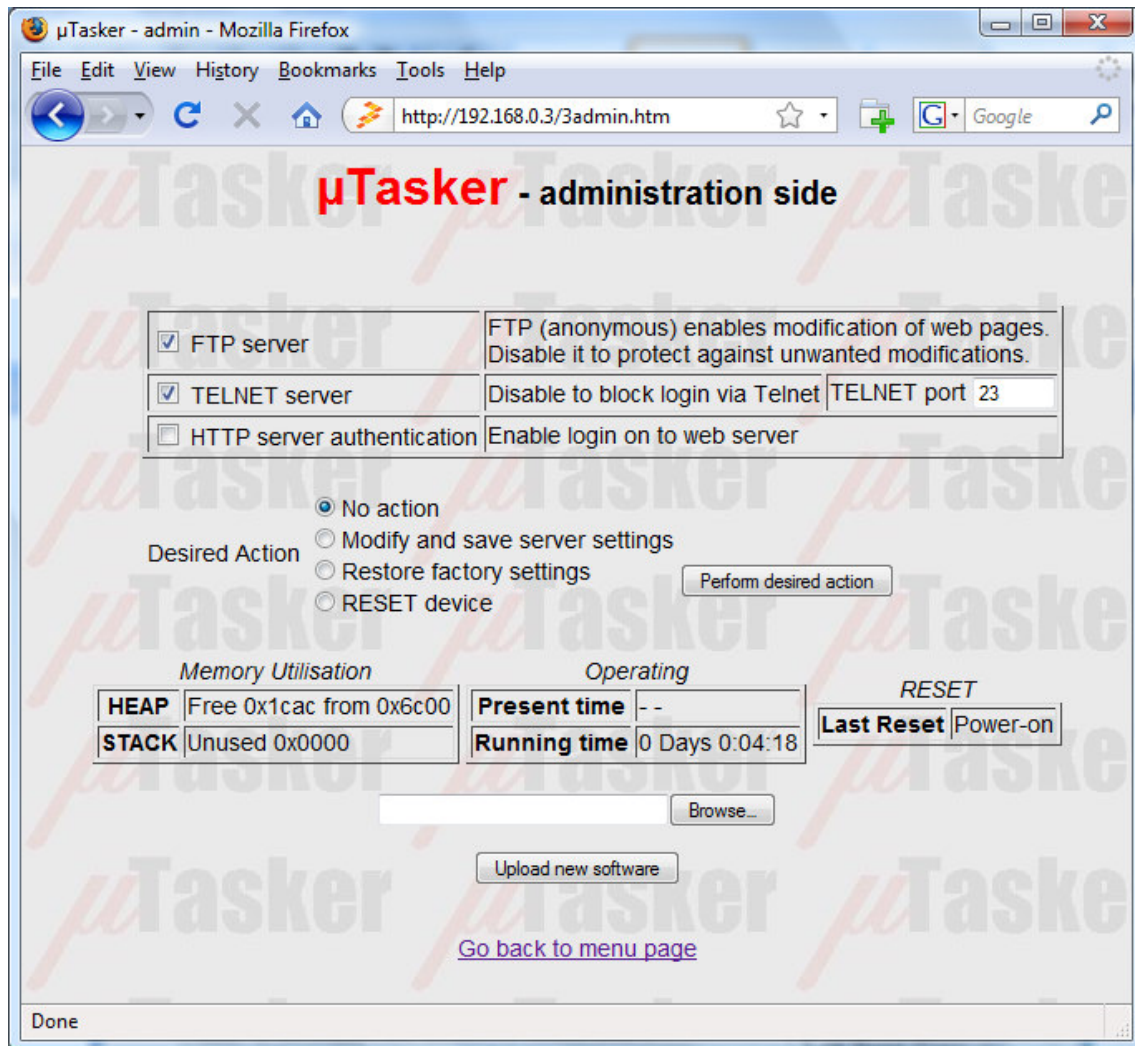 µTasker - admin - Mozilla Firefox
File Edit View History Bookmarks Tools Help
http://192.168.0.3/3admin.htm
G Google
µTasker - administration side
FTP server
FTP (anonymous) enables modification of web pages.
Disable it to protect against unwanted modifications.
TELNET server
Disable to block login via Telnet
TELNET port 23
HTTP server authentication
Enable login on to web server
Desired Action
No action
Modify and save server settings
Restore factory settings
RESET device
Perform desired action
Memory Utilisation
HEAP Free 0x1cac from 0x6c00
STACK Unused 0x0000
Operating
Present time - -
Running time 0 Days 0:04:18
RESET
Last Reset Power-on
Browse...
Upload new software
Go back to menu page
Done